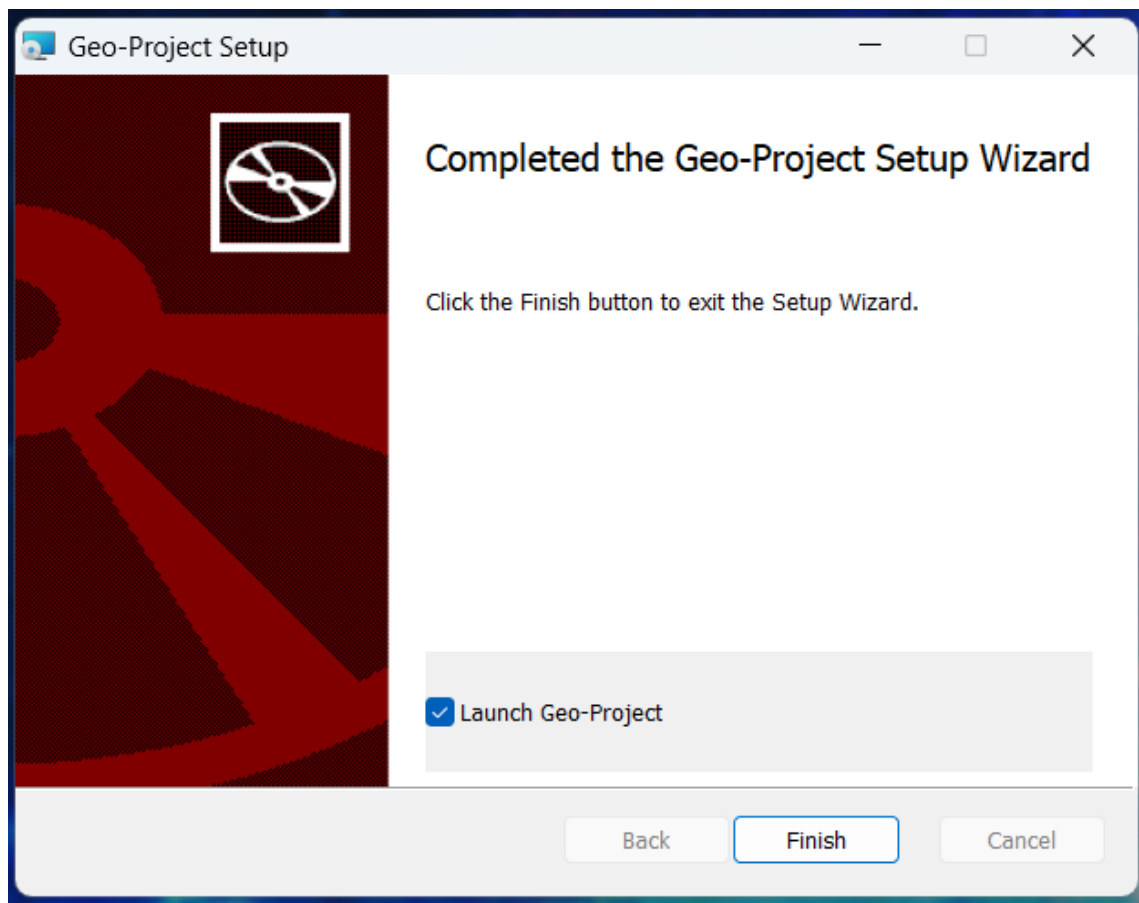 Geo-Project Setup
Completed the Geo-Project Setup Wizard
Click the Finish button to exit the Setup Wizard.
Launch Geo-Project
Back Finish Cancel